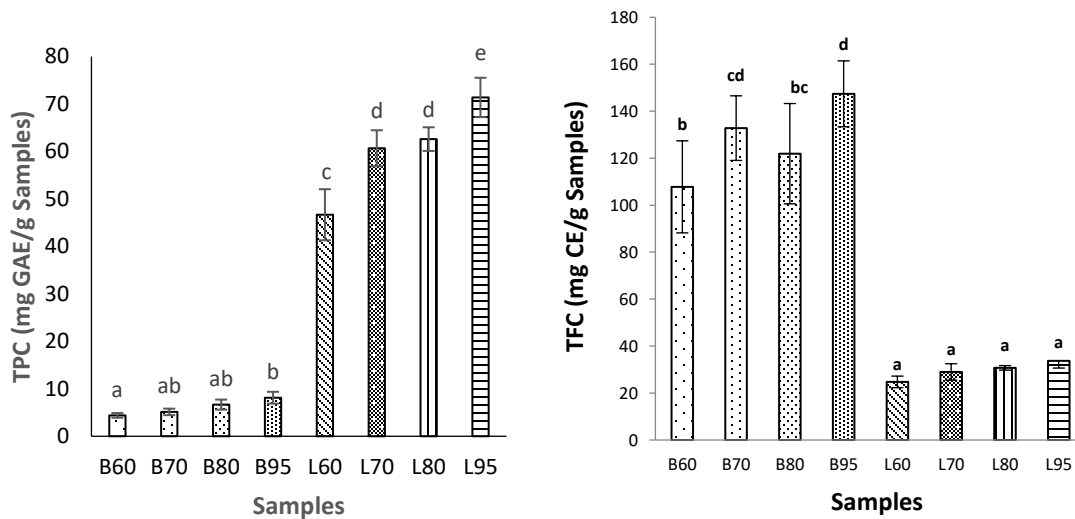 TPC (mg GAE/g Samples)
80
70
60
50
40
30
20
10
0
a
ab
ab
b
c
d
d
e
B60 B70 B80 B95 L60 L70 L80 L95
Samples
TFC (mg CE/g Samples)
180
160
140
120
100
80
60
40
20
0
b
cd
bc
d
a
a
a
a
B60 B70 B80 B95 L60 L70 L80 L95
Samples